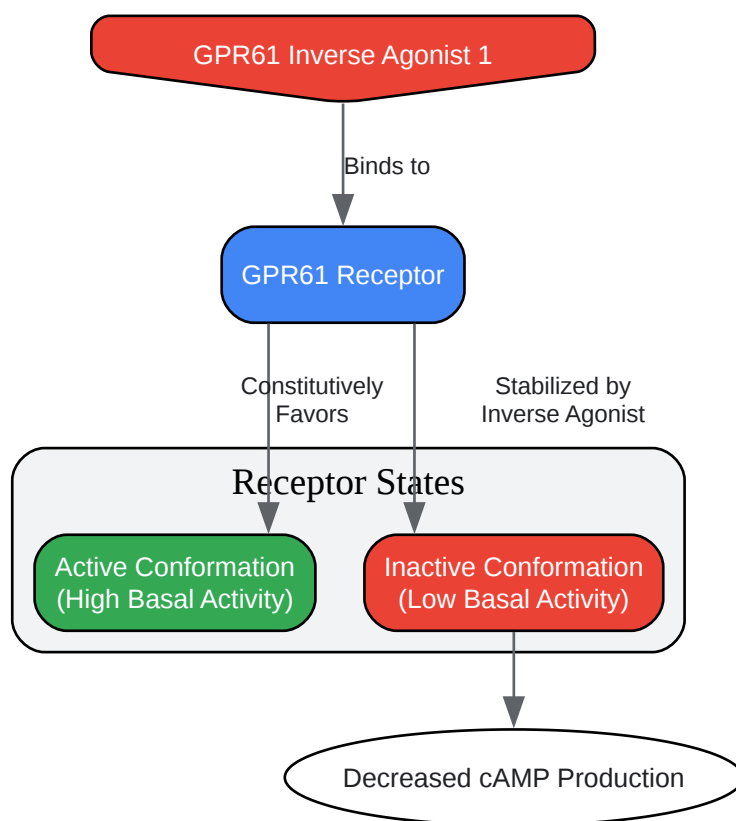 GPR61 Inverse Agonist 1
Binds to
GPR61 Receptor
Constitutively
Favors
Stabilized by
Inverse Agonist
Receptor States
Active Conformation
(High Basal Activity)
Inactive Conformation
(Low Basal Activity)
Decreased cAMP Production